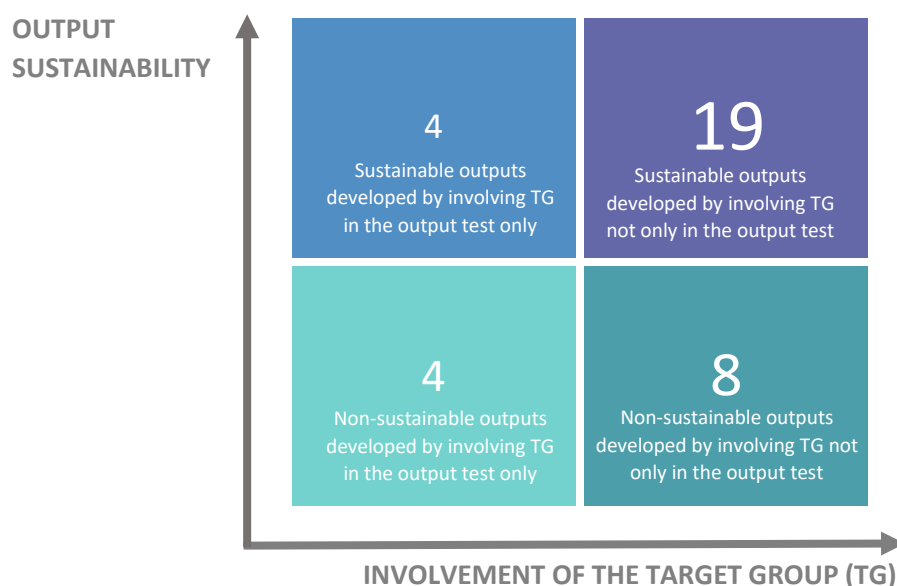 OUTPUT
SUSTAINABILITY
4
Sustainable outputs
developed by involving TG
in the output test only
19
Sustainable outputs
developed by involving TG
not only in the output test
4
Non-sustainable outputs
developed by involving TG
in the output test only
8
Non-sustainable outputs
developed by involving TG not
only in the output test
INVOLVEMENT OF THE TARGET GROUP (TG)